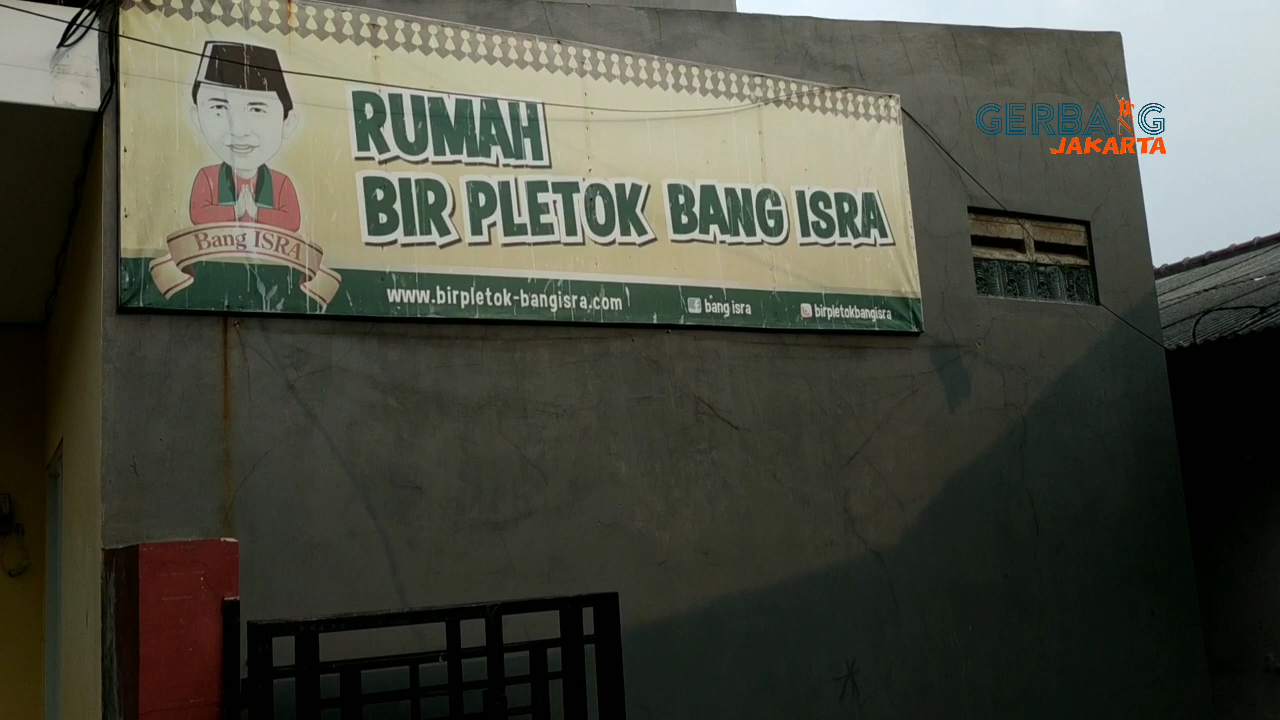 GERBANG
JAKARTA
RUMAH
BIR PLETOK BANG ISRA
Bang ISRA
www.birpletok-bangisra.com
bang isra
birpletokbangisra